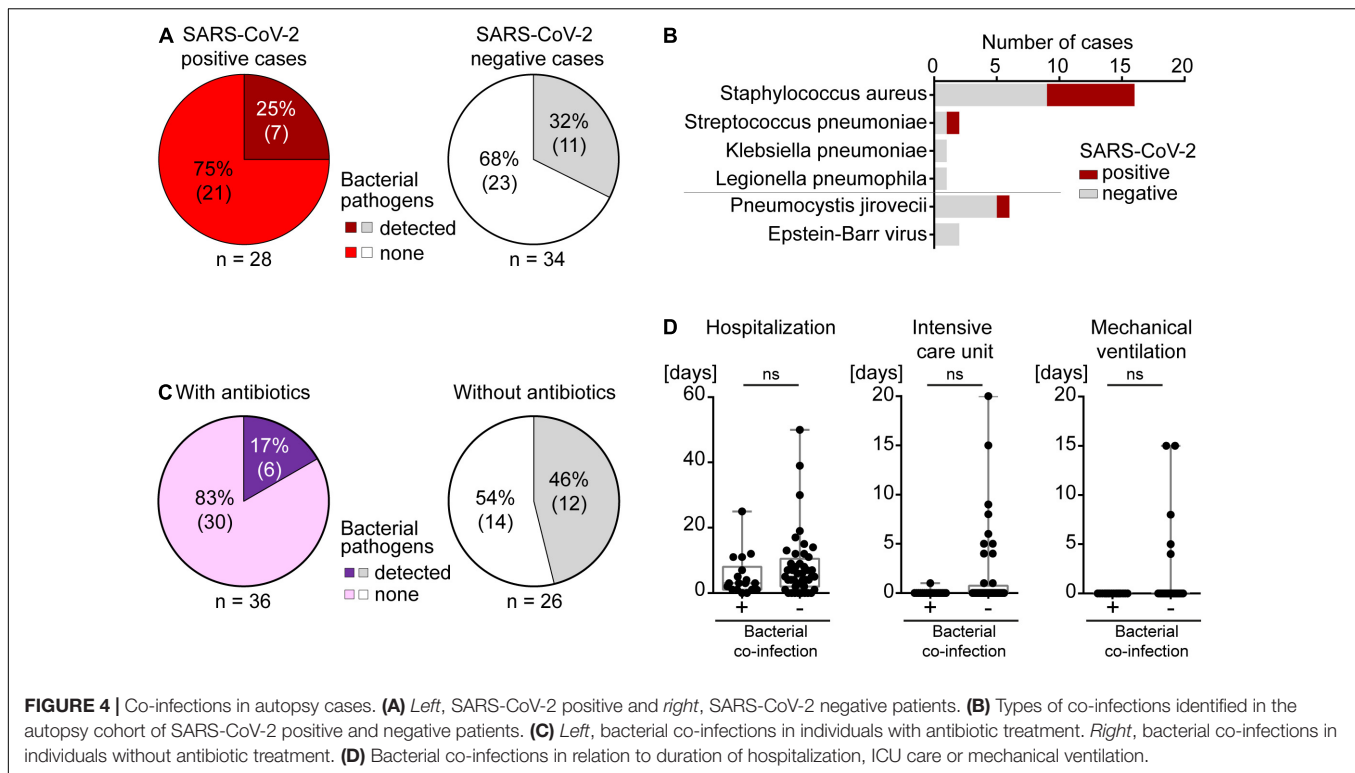 A SARS-CoV-2
positive cases
SARS-CoV-2
negative cases
25%
(7)
75%
(21)
n = 28
Bacterial
pathogens
detected
none
32%
(11)
68%
(23)
n = 34
B
Number of cases
0 5 10 15 20
Staphylococcus aureus
Streptococcus pneumoniae
Klebsiella pneumoniae
Legionella pneumophila
Pneumocystis jirovecii
Epstein-Barr virus
SARS-CoV-2
positive
negative
C With antibiotics
17%
(6)
83%
(30)
n = 36
Bacterial
pathogens
detected
none
Without antibiotics
46%
(12)
54%
(14)
n = 26
D Hospitalization
[days]
ns
60
40
20
0
+ -
Bacterial
co-infection
Intensive
care unit
[days]
ns
20
15
10
5
0
+ -
Bacterial
co-infection
Mechanical
ventilation
[days]
ns
20
15
10
5
0
+ -
Bacterial
co-infection
FIGURE 4 | Co-infections in autopsy cases. (A) Left, SARS-CoV-2 positive and right, SARS-CoV-2 negative patients. (B) Types of co-infections identified in the
autopsy cohort of SARS-CoV-2 positive and negative patients. (C) Left, bacterial co-infections in individuals with antibiotic treatment. Right, bacterial co-infections in
individuals without antibiotic treatment. (D) Bacterial co-infections in relation to duration of hospitalization, ICU care or mechanical ventilation.